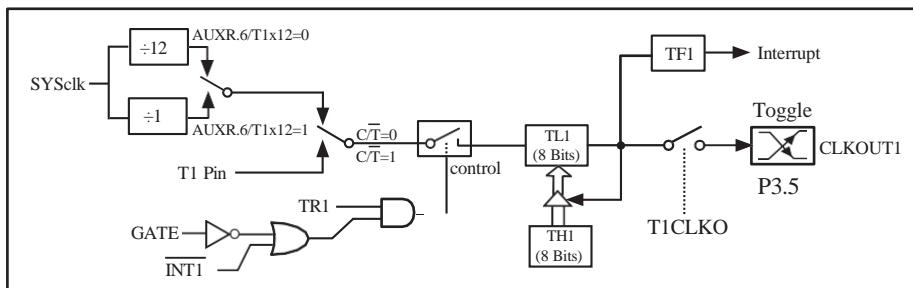 ÷12
AUXR.6/T1x12=0
SYSclk
÷1
AUXR.6/T1x12=1
C/T̅=0
C/T̅=1
T1 Pin
control
TR1
GATE
I̅N̅T̅1̅
TL1
(8 Bits)
TH1
(8 Bits)
TF1
Interrupt
Toggle
CLKOUT1
P3.5
T1CLKO